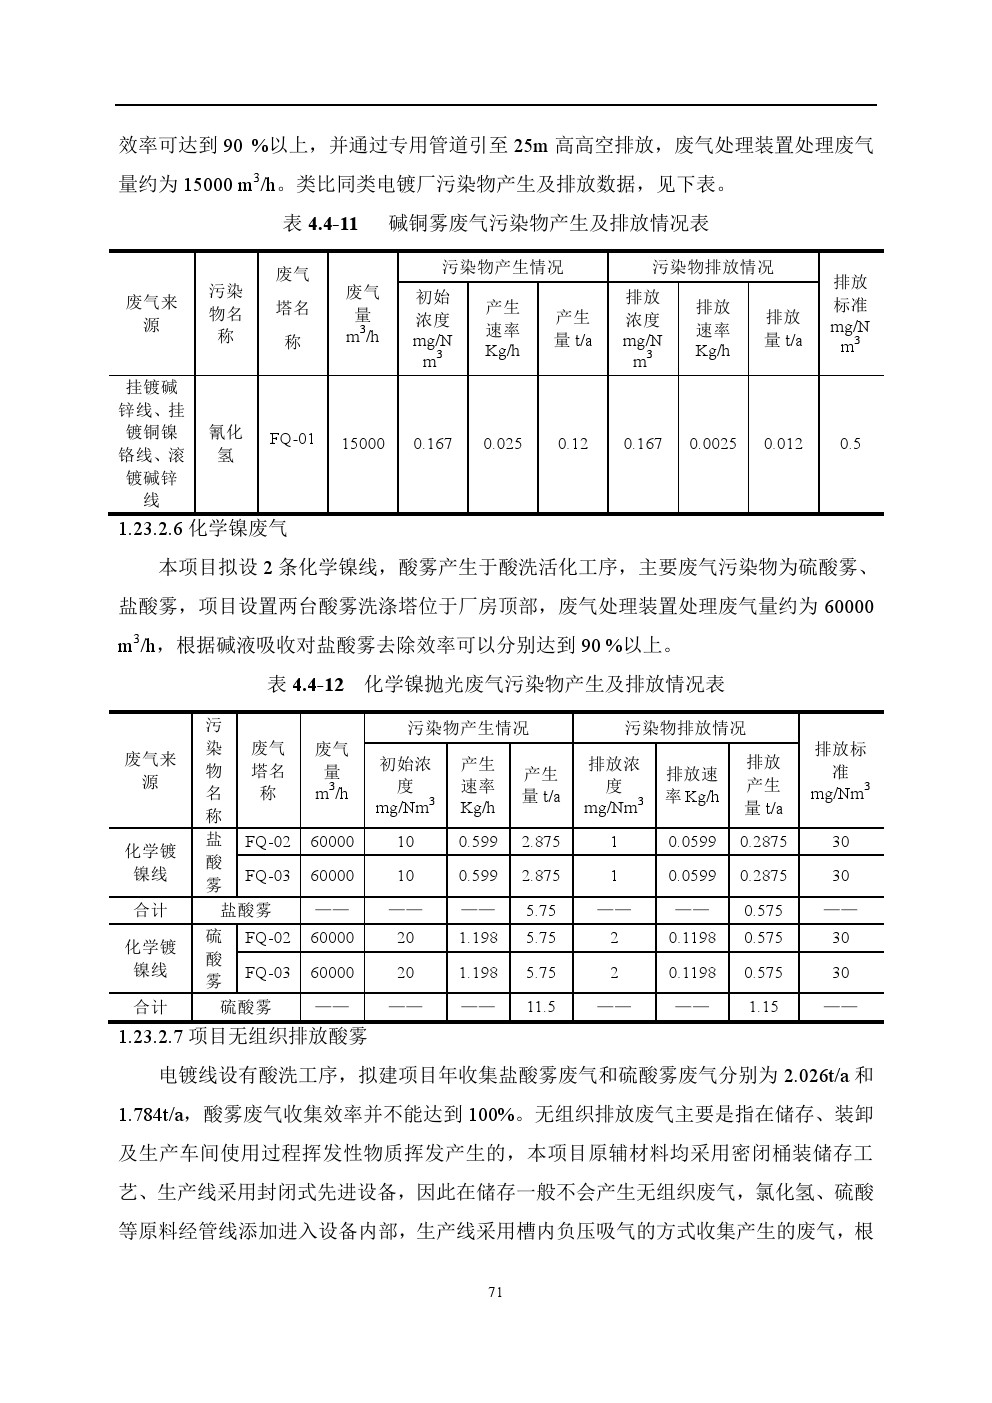 效率可达到 90 %以上，并通过专用管道引至 25m 高高空排放，废气处理装置处理废气
量约为 15000 m³/h。类比同类电镀厂污染物产生及排放数据，见下表。
表 4.4-11 碱铜雾废气污染物产生及排放情况表
废气来源 污染物名称 废气塔名称 废气量 m³/h 污染物产生情况 污染物排放情况 排放标准 mg/Nm³
初始浓度 mg/Nm³ 产生速率 Kg/h 产生量 t/a 排放浓度 mg/Nm³ 排放速率 Kg/h 排放量 t/a
挂镀碱锌线、挂镀铜镍铬线、滚镀碱锌线 氰化氢 FQ-01 15000 0.167 0.025 0.12 0.167 0.0025 0.012 0.5
1.23.2.6 化学镍废气
本项目拟设 2 条化学镍线，酸雾产生于酸洗活化工序，主要废气污染物为硫酸雾、
盐酸雾，项目设置两台酸雾洗涤塔位于厂房顶部，废气处理装置处理废气量约为 60000
m³/h，根据碱液吸收对盐酸雾去除效率可以分别达到 90 %以上。
表 4.4-12 化学镍抛光废气污染物产生及排放情况表
废气来源 污染物名称 废气塔名称 废气量 m³/h 污染物产生情况 污染物排放情况 排放标准 mg/Nm³
初始浓度 mg/Nm³ 产生速率 Kg/h 产生量 t/a 排放浓度 mg/Nm³ 排放速率 Kg/h 排放产生量 t/a
化学镀镍线 盐酸雾 FQ-02 60000 10 0.599 2.875 1 0.0599 0.2875 30
FQ-03 60000 10 0.599 2.875 1 0.0599 0.2875 30
合计 盐酸雾 —— —— —— 5.75 —— —— 0.575 ——
化学镀镍线 硫酸雾 FQ-02 60000 20 1.198 5.75 2 0.1198 0.575 30
FQ-03 60000 20 1.198 5.75 2 0.1198 0.575 30
合计 硫酸雾 —— —— —— 11.5 —— —— 1.15 ——
1.23.2.7 项目无组织排放酸雾
电镀线设有酸洗工序，拟建项目年收集盐酸雾废气和硫酸雾废气分别为 2.026t/a 和
1.784t/a，酸雾废气收集效率并不能达到 100%。无组织排放废气主要是指在储存、装卸
及生产车间使用过程挥发性物质挥发产生的，本项目原辅材料均采用密闭桶装储存工
艺、生产线采用封闭式先进设备，因此在储存一般不会产生无组织废气，氯化氢、硫酸
等原料经管线添加进入设备内部，生产线采用槽内负压吸气的方式收集产生的废气，根
71